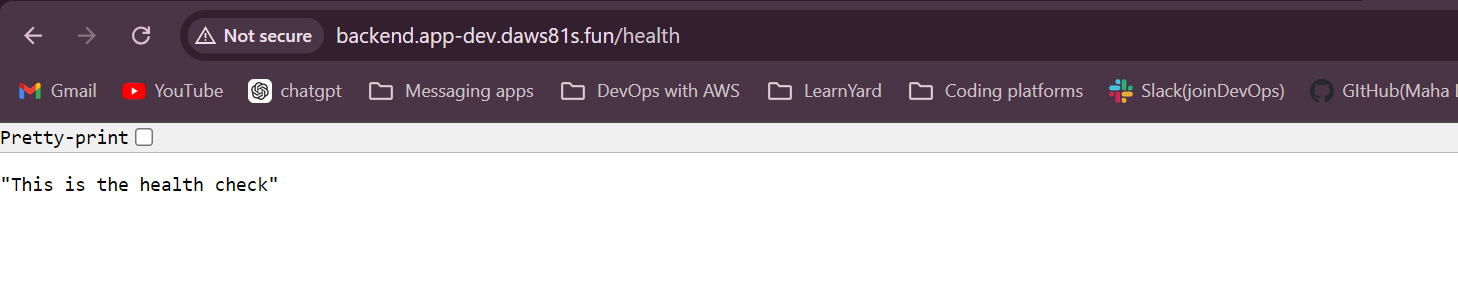 Not secure backend.app-dev.daws81s.fun/health
Gmail YouTube chatgpt Messaging apps DevOps with AWS LearnYard Coding platforms Slack(joinDevOps) GItHub(Maha
Pretty-print
"This is the health check"